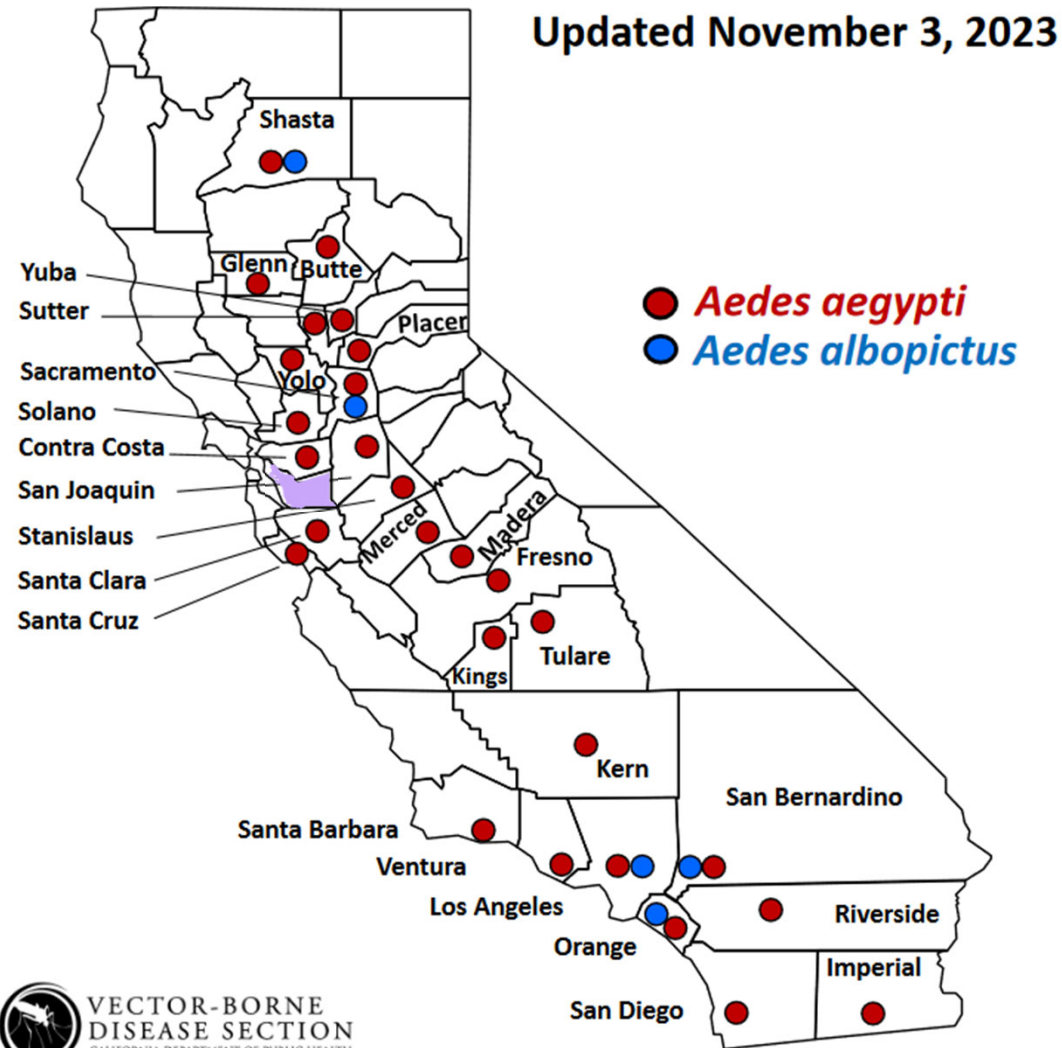 Updated November 3, 2023
Shasta
Glenn
Butte
Yuba
Sutter
Placer
Aedes aegypti
Aedes albopictus
Sacramento
Yolo
Solano
Contra Costa
San Joaquin
Stanislaus
Merced
Madera
Fresno
Santa Clara
Santa Cruz
Tulare
Kings
Kern
San Bernardino
Santa Barbara
Ventura
Los Angeles
Riverside
Orange
Imperial
San Diego
VECTOR-BORNE
DISEASE SECTION